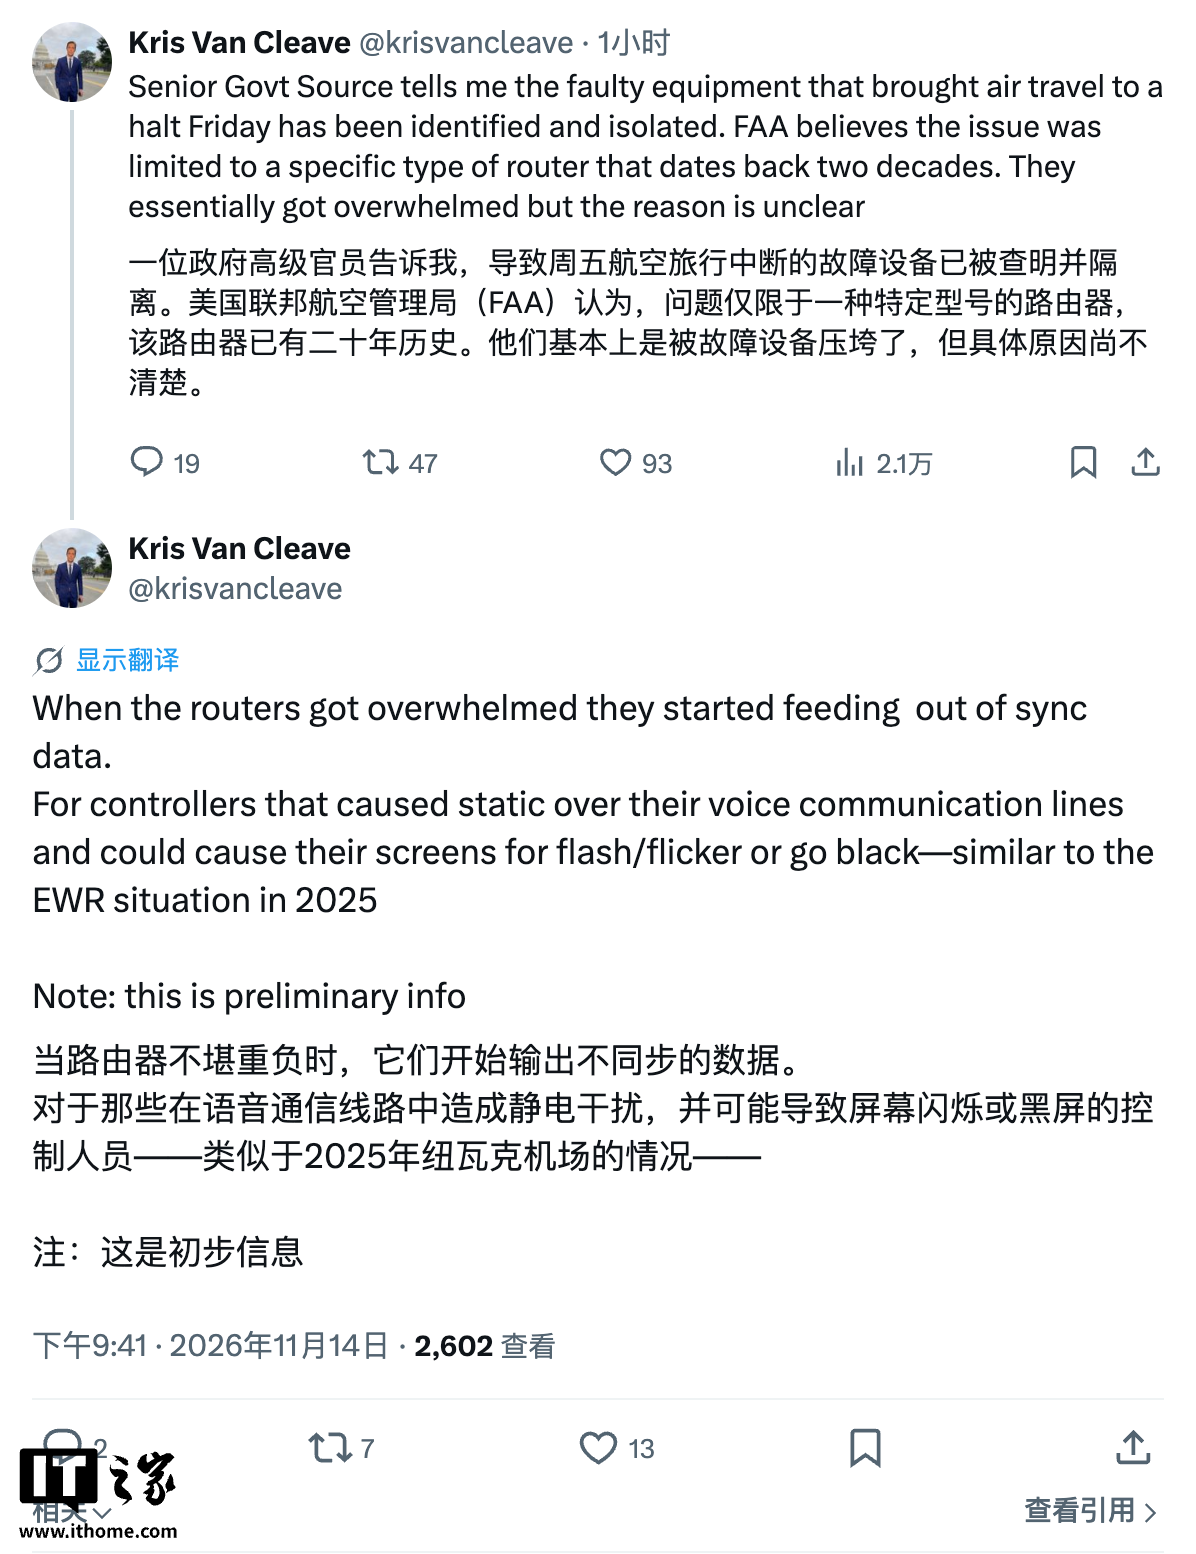 Kris Van Cleave @krisvancleave · 1小时
Senior Govt Source tells me the faulty equipment that brought air travel to a
halt Friday has been identified and isolated. FAA believes the issue was
limited to a specific type of router that dates back two decades. They
essentially got overwhelmed but the reason is unclear
一位政府高级官员告诉我，导致周五航空旅行中断的故障设备已被查明并隔
离。美国联邦航空管理局（FAA）认为，问题仅限于一种特定型号的路由器，
该路由器已有二十年历史。他们基本上是被故障设备压垮了，但具体原因尚不
清楚。
19 47 93 2.1万
Kris Van Cleave
@krisvancleave
显示翻译
When the routers got overwhelmed they started feeding out of sync
data.
For controllers that caused static over their voice communication lines
and could cause their screens for flash/flicker or go black—similar to the
EWR situation in 2025
Note: this is preliminary info
当路由器不堪重负时，它们开始输出不同步的数据。
对于那些在语音通信线路中造成静电干扰，并可能导致屏幕闪烁或黑屏的控
制人员——类似于2025年纽瓦克机场的情况——
注：这是初步信息
下午9:41 · 2026年11月14日 · 2,602 查看
2 7 13
IT之家
相关 查看引用
www.ithome.com